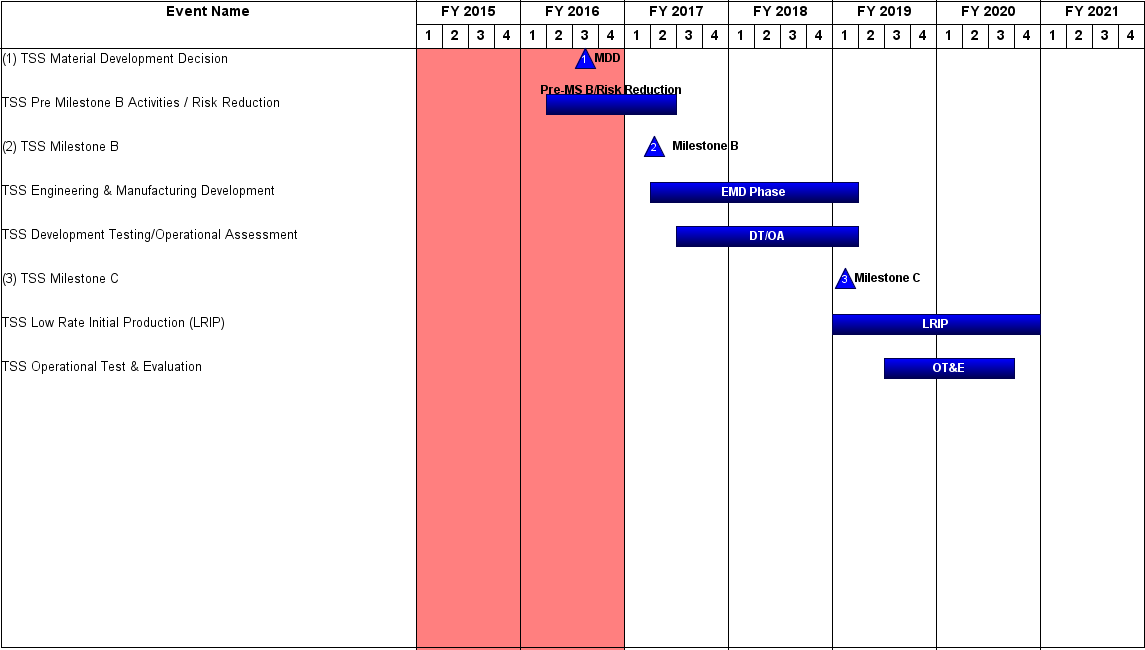 Event Name FY 2015 FY 2016 FY 2017 FY 2018 FY 2019 FY 2020 FY 2021
1 2 3 4 1 2 3 4 1 2 3 4 1 2 3 4 1 2 3 4 1 2 3 4 1 2 3 4
(1) TSS Material Development Decision 1 MDD
Pre-MS B/Risk Reduction
TSS Pre Milestone B Activities / Risk Reduction
(2) TSS Milestone B 2 Milestone B
TSS Engineering & Manufacturing Development EMD Phase
TSS Development Testing/Operational Assessment DT/OA
(3) TSS Milestone C 3 Milestone C
TSS Low Rate Initial Production (LRIP) LRIP
TSS Operational Test & Evaluation OT&E